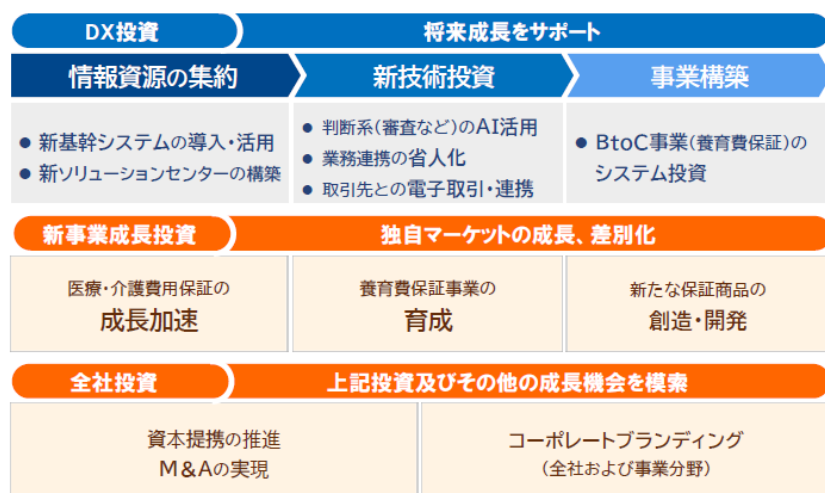 DX投資
将来成長をサポート
情報資源の集約
新技術投資
事業構築
● 新基幹システムの導入・活用
● 新ソリューションセンターの構築
● 判断系(審査など)のAI活用
● 業務連携の省人化
● 取引先との電子取引・連携
● BtoC事業(養育費保証)の
システム投資
新事業成長投資
独自マーケットの成長、差別化
医療・介護費用保証の
成長加速
養育費保証事業の
育成
新たな保証商品の
創造・開発
全社投資
上記投資及びその他の成長機会を模索
資本提携の推進
M&Aの実現
コーポレートブランディング
(全社および事業分野)